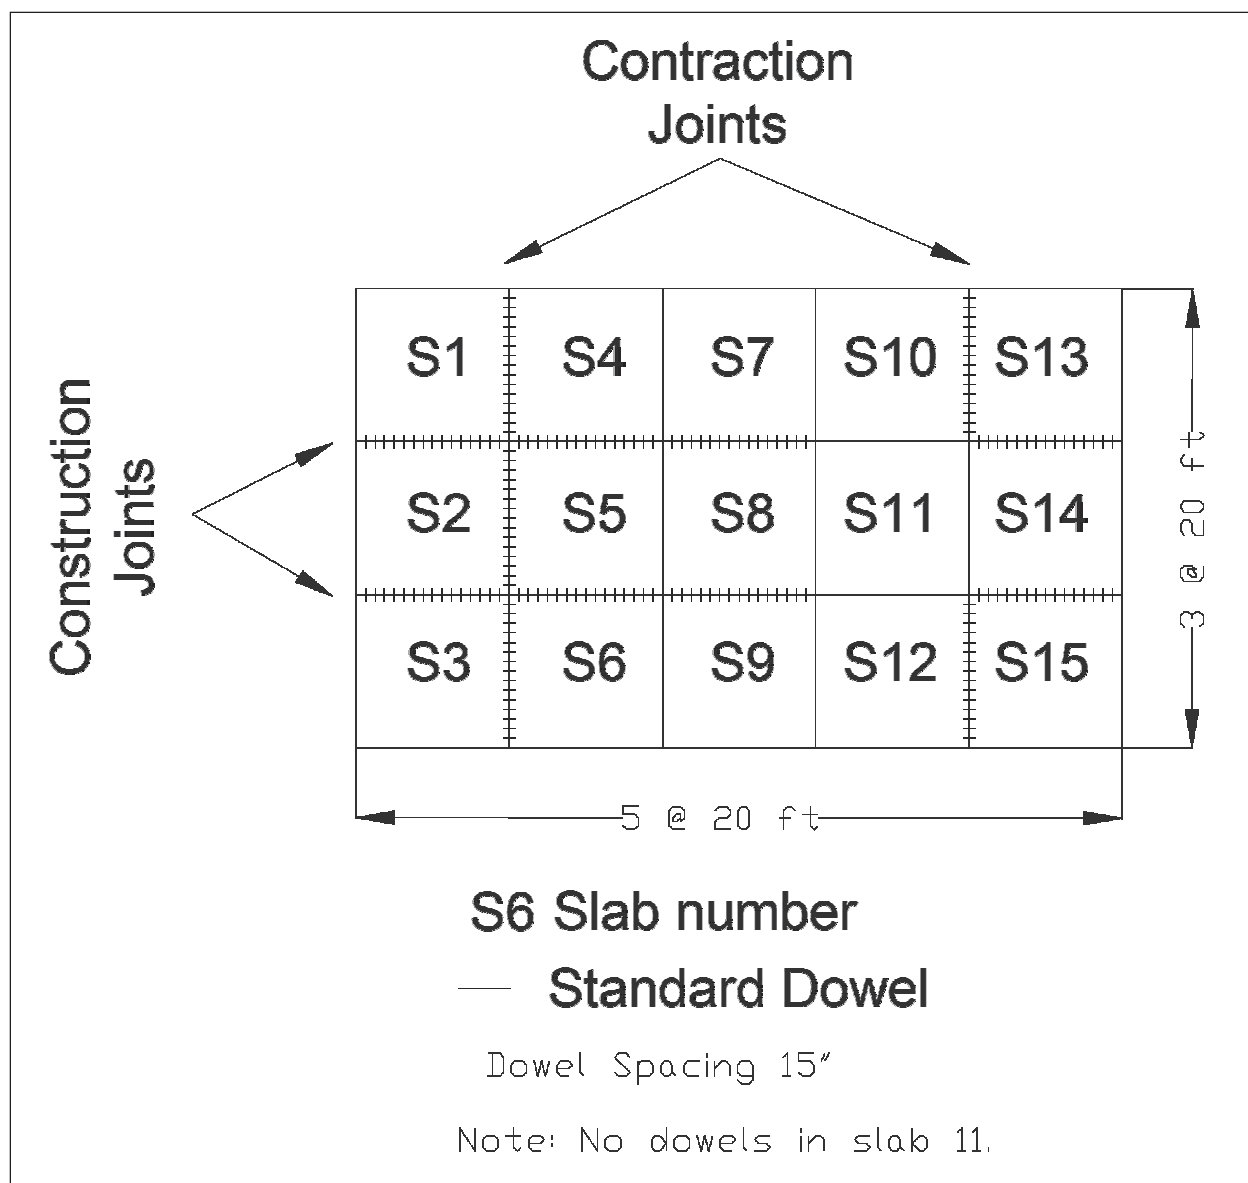 Contraction
Joints
Construction
Joints
S1 S4 S7 S10 S13
S2 S5 S8 S11 S14
S3 S6 S9 S12 S15
3 @ 20 ft
5 @ 20 ft
S6 Slab number
Standard Dowel
Dowel Spacing 15"
Note: No dowels in slab 11.